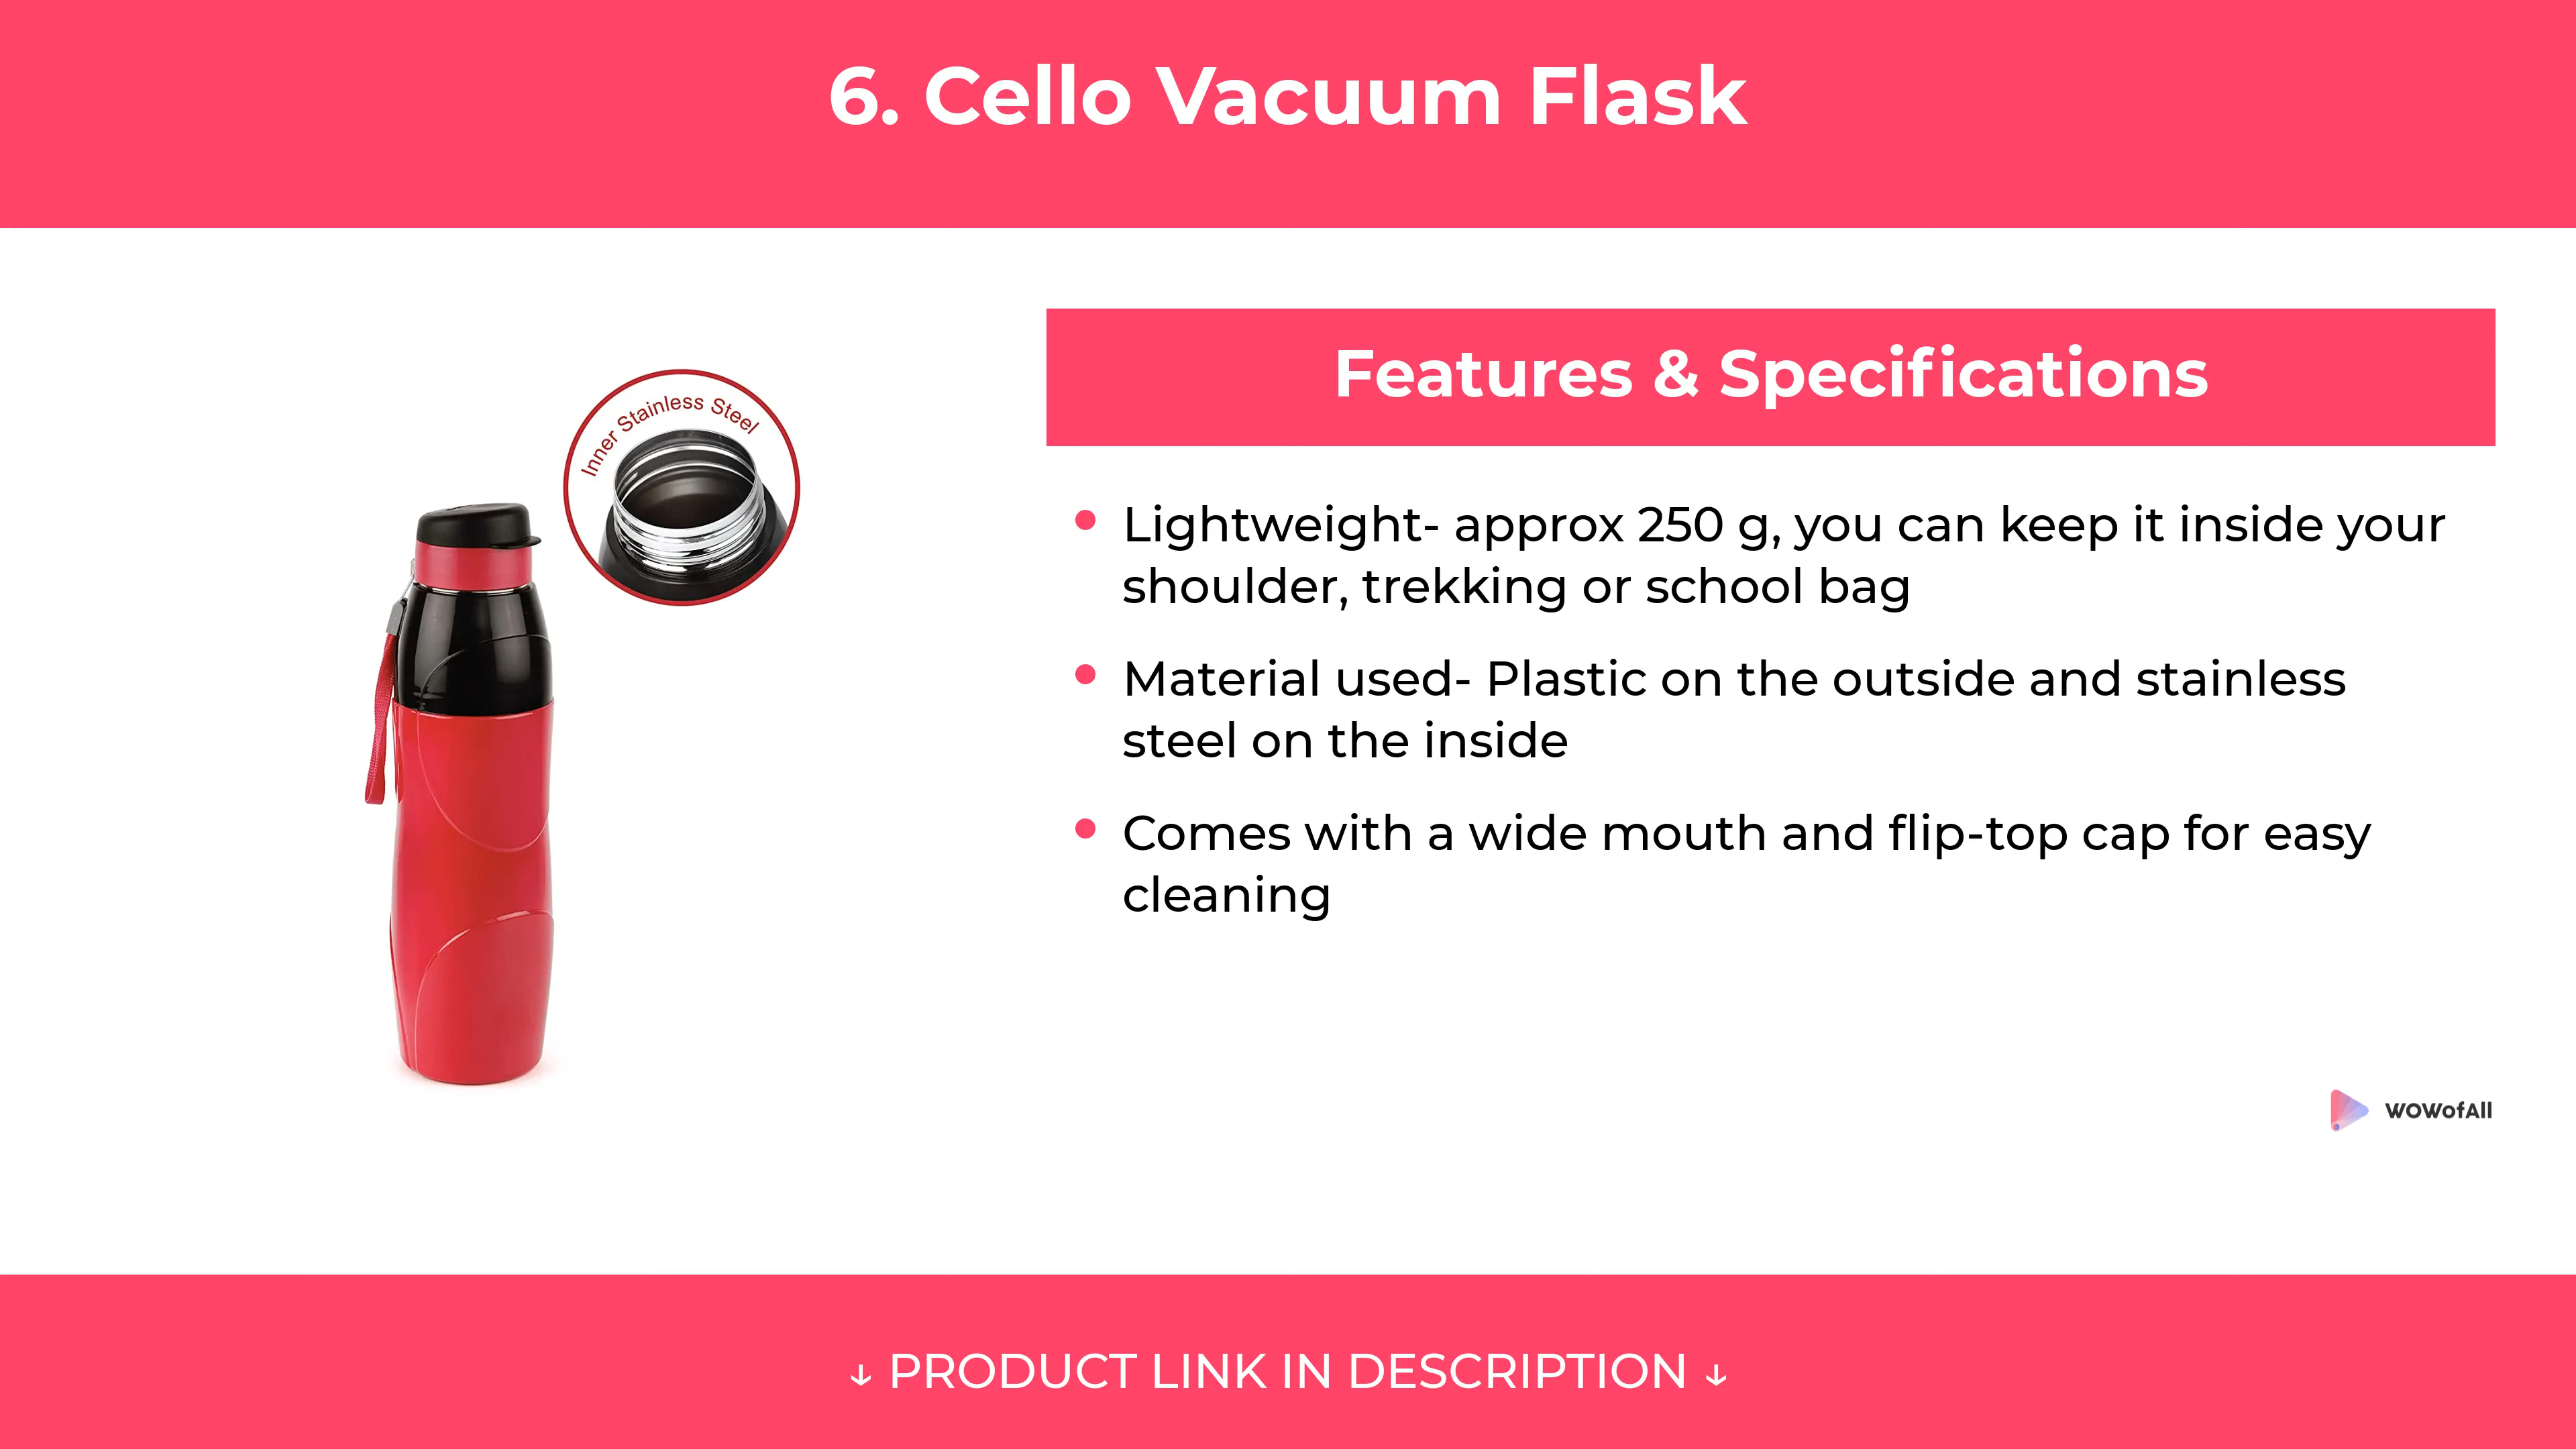 6. Cello Vacuum Flask
Inner Stainless Steel
Features & Specifications
Lightweight- approx 250 g, you can keep it inside your
shoulder, trekking or school bag
Material used- Plastic on the outside and stainless
steel on the inside
Comes with a wide mouth and flip-top cap for easy
cleaning
WOWofAll
↓ PRODUCT LINK IN DESCRIPTION ↓